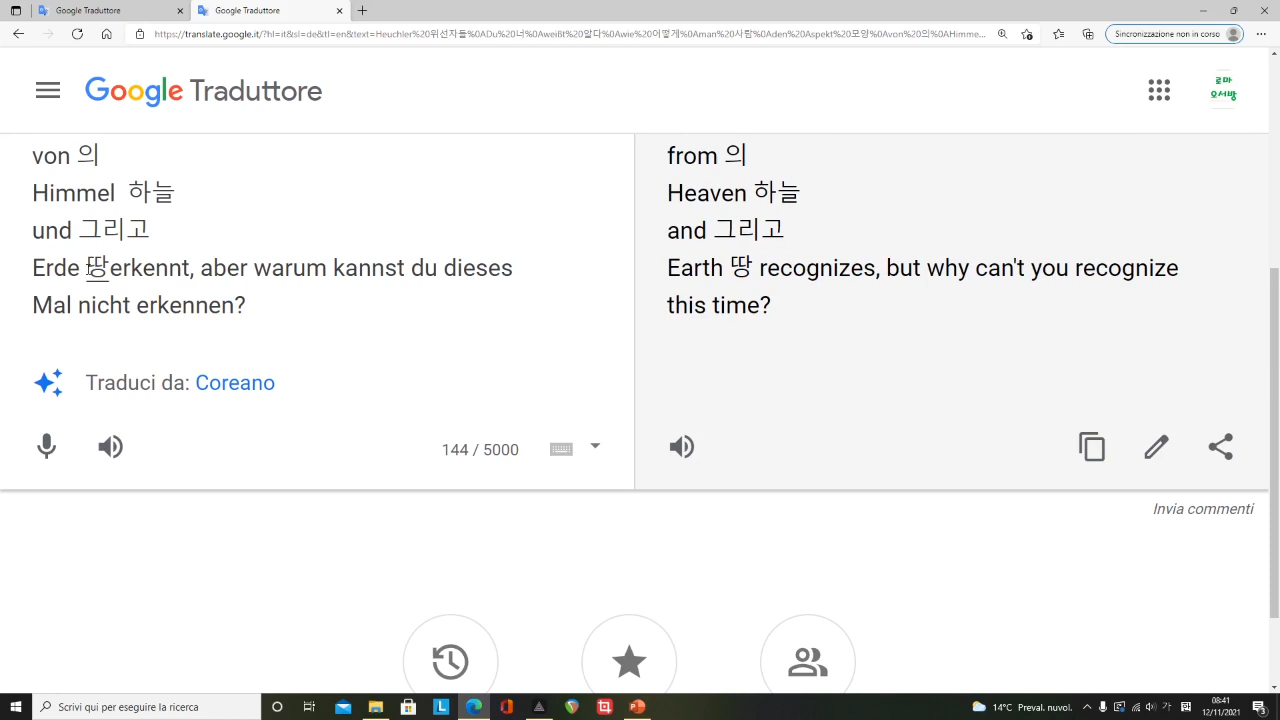 Google Traduttore
Google Traduttore
https://translate.google.it/?hl=it&sl=de&tl=en&text=Heuchler%20위선자들%0ADu%20너%0Aweißt%20알다%0Awie%20어떻게%0Aman%20사람%0Aden%20Aspekt%20모양%0Avon%20의%0AHimme...
Sincronizzazione non in corso
Google Traduttore
로마
오서방
von 의
Himmel 하늘
und 그리고
Erde 땅erkennt, aber warum kannst du dieses
Mal nicht erkennen?
from 의
Heaven 하늘
and 그리고
Earth 땅 recognizes, but why can't you recognize
this time?
Traduci da: Coreano
144 / 5000
Invia commenti
Scrivi qui per eseguire la ricerca
14°C Preval. nuvol.
가
08:41
12/11/2021